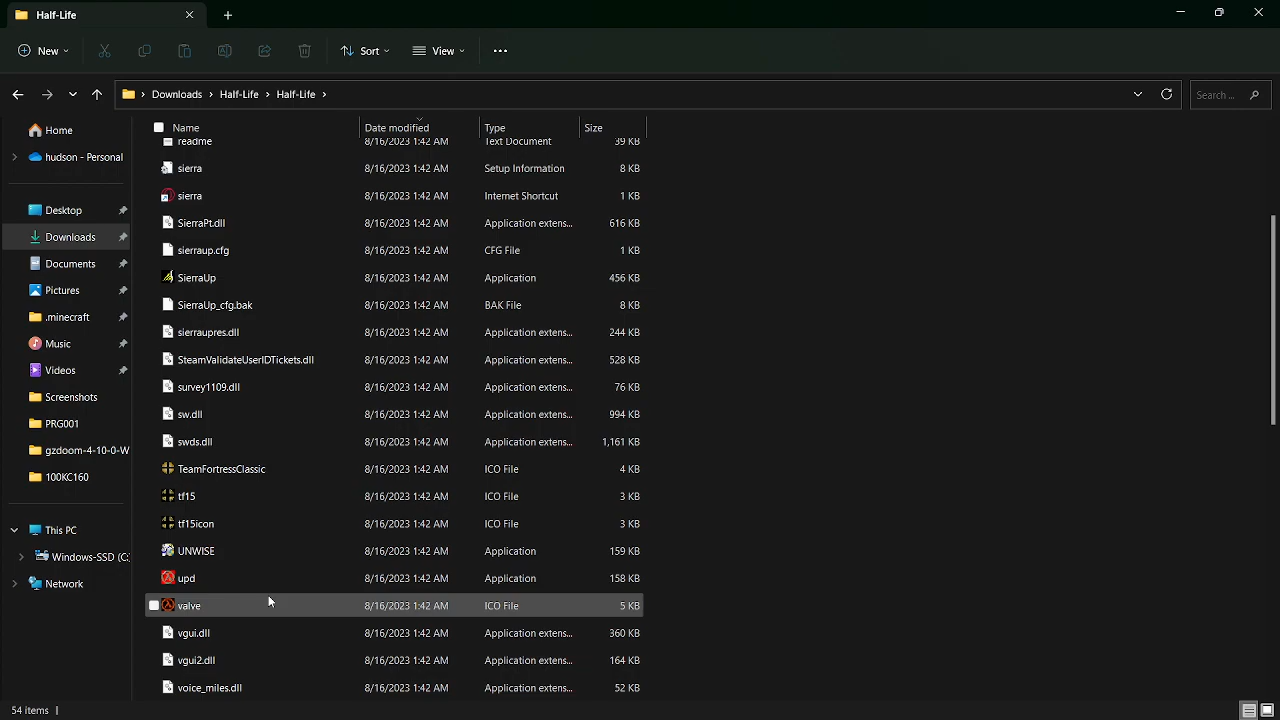 Half-Life
New Sort View
Downloads Half-Life Half-Life Search ...
Name Date modified Type Size
Home
hudson - Personal
Desktop
Downloads
Documents
Pictures
.minecraft
Music
Videos
Screenshots
PRG001
gzdoom-4-10-0-W
100KC160
This PC
Windows-SSD (C:
Network
readme 8/16/2023 1:42 AM Text Document 39 KB
sierra 8/16/2023 1:42 AM Setup Information 8 KB
sierra 8/16/2023 1:42 AM Internet Shortcut 1 KB
SierraPt.dll 8/16/2023 1:42 AM Application extens... 616 KB
sierraup.cfg 8/16/2023 1:42 AM CFG File 1 KB
SierraUp 8/16/2023 1:42 AM Application 456 KB
SierraUp_cfg.bak 8/16/2023 1:42 AM BAK File 8 KB
sierraupres.dll 8/16/2023 1:42 AM Application extens... 244 KB
SteamValidateUserIDTickets.dll 8/16/2023 1:42 AM Application extens... 528 KB
survey1109.dll 8/16/2023 1:42 AM Application extens... 76 KB
sw.dll 8/16/2023 1:42 AM Application extens... 994 KB
swds.dll 8/16/2023 1:42 AM Application extens... 1,161 KB
TeamFortressClassic 8/16/2023 1:42 AM ICO File 4 KB
tf15 8/16/2023 1:42 AM ICO File 3 KB
tf15icon 8/16/2023 1:42 AM ICO File 3 KB
UNWISE 8/16/2023 1:42 AM Application 159 KB
upd 8/16/2023 1:42 AM Application 158 KB
valve 8/16/2023 1:42 AM ICO File 5 KB
vgui.dll 8/16/2023 1:42 AM Application extens... 360 KB
vgui2.dll 8/16/2023 1:42 AM Application extens... 164 KB
voice_miles.dll 8/16/2023 1:42 AM Application extens... 52 KB
54 items